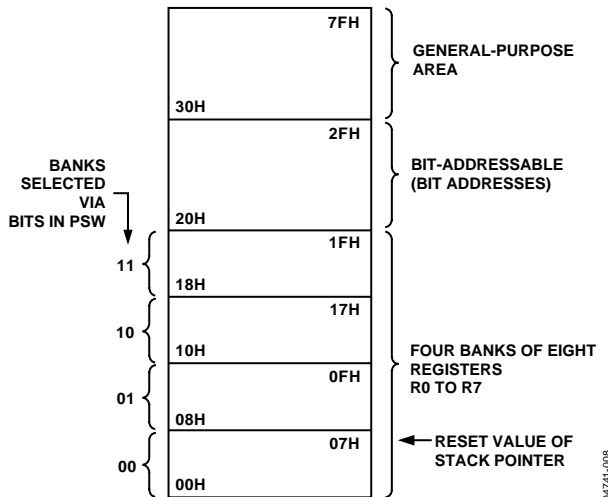 7FH
GENERAL-PURPOSE
AREA
30H
2FH
BIT-ADDRESSABLE
(BIT ADDRESSES)
20H
BANKS
SELECTED
VIA
BITS IN PSW
1FH
11
18H
17H
10
10H
FOUR BANKS OF EIGHT
REGISTERS
R0 TO R7
0FH
01
08H
07H
RESET VALUE OF
STACK POINTER
00
00H
04741-008